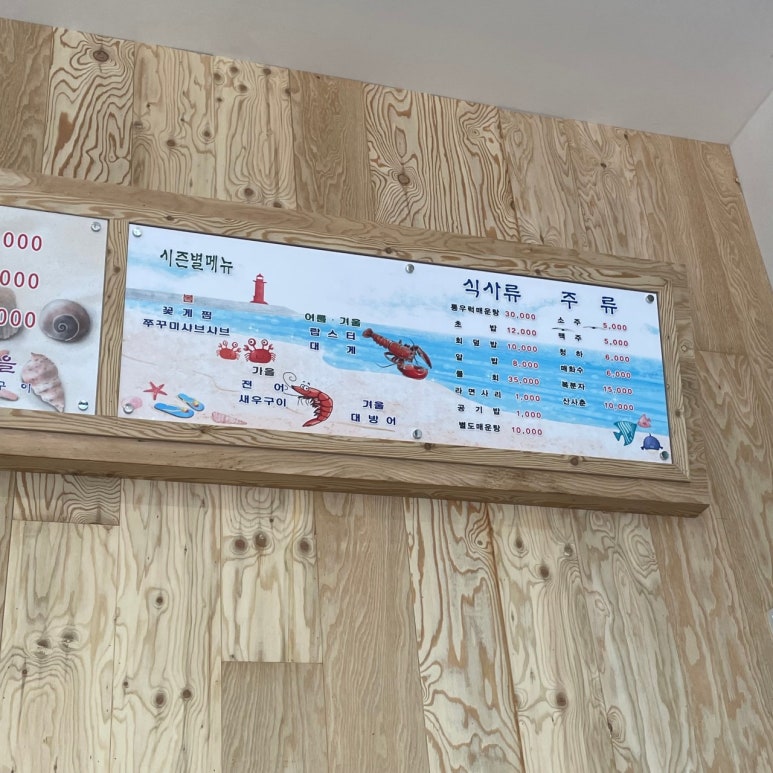 ,000
,000
,000
을
구 이
시즌별메뉴
봄
꽃 게 찜
쭈꾸미샤브샤브
여름 · 겨울
랍 스 터
대 게
가을
전 어
새우구이
겨울
대 방 어
식사류
통우럭매운탕 30,000
초 밥 12,000
회 덮 밥 10,000
알 밥 8,000
물 회 35,000
라 면 사 리 1,000
공 기 밥 1,000
별도매운탕 10,000
주 류
소 주 5,000
맥 주 5,000
청 하 6,000
매화수 6,000
복분자 15,000
산사춘 10,000